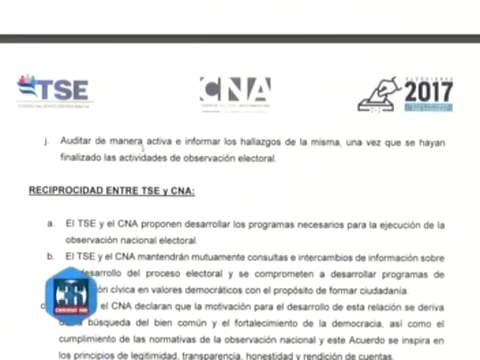 TSE
CNA
ELECCIONES
2017
j. Auditar de manera activa e informar los hallazgos de la misma, una vez que se hayan
finalizado las actividades de observación electoral.
RECIPROCIDAD ENTRE TSE y CNA:
a. El TSE y el CNA proponen desarrollar los programas necesarios para la ejecución de la
observación nacional electoral.
b. El TSE y el CNA mantendrán mutuamente consultas e intercambios de información sobre
desarrollo del proceso electoral y se comprometen a desarrollar programas de
ción cívica en valores democráticos con el propósito de formar ciudadanía.
el CNA declaran que la motivación para el desarrollo de esta relación se deriva
búsqueda del bien común y el fortalecimiento de la democracia, así como el
cumplimiento de las normativas de la observación nacional y este Acuerdo se inspira en
los principios de legitimidad, transparencia, honestidad y rendición de cuentas.
36